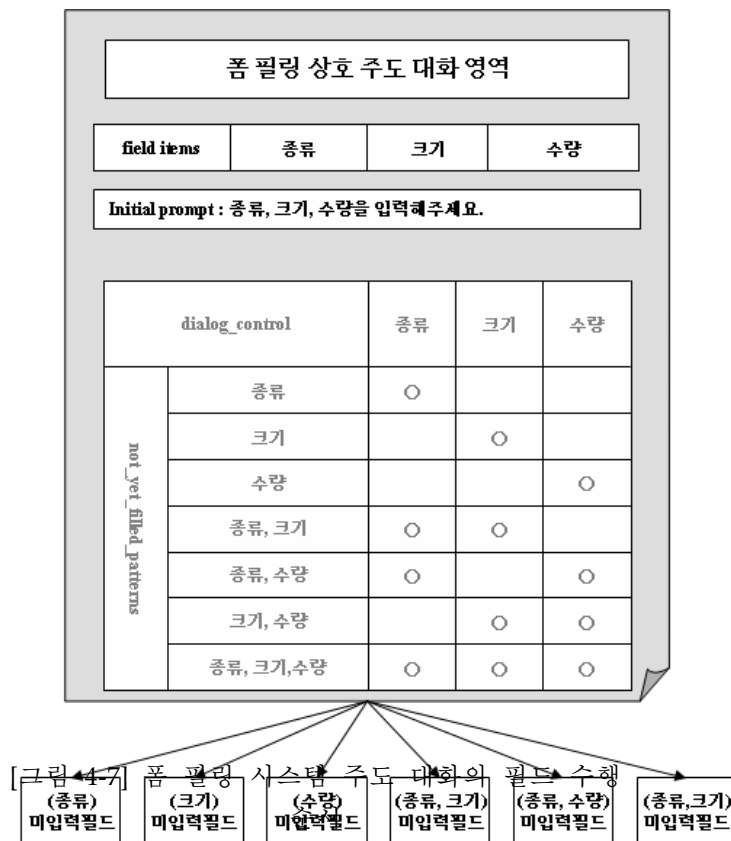 폼 필링 상호 주도 대화 영역
field items 종류 크기 수량
Initial prompt : 종류, 크기, 수량을 입력해주세요.
dialog_control 종류 크기 수량
not_yet_filled_patterns
종류 ○
크기 ○
수량 ○
종류, 크기 ○ ○
종류, 수량 ○ ○
크기, 수량 ○ ○
종류, 크기,수량 ○ ○ ○
[그림 4-7] 폼 필링 시스템 주도 대화의 필드 수행
(종류) (크기) (수량) (종류, 크기) (종류, 수량) (종류,크기)
미입력필드 미입력필드 미입력필드 미입력필드 미입력필드 미입력필드